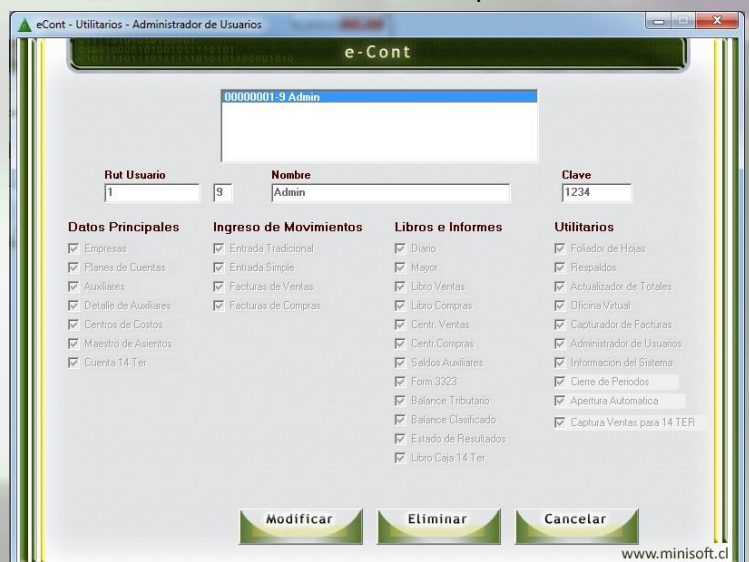 eCont - Utilitarios - Administrador de Usuarios
e-Cont
00000001-9 Admin
Rut Usuario
Nombre
Clave
1
9
Admin
1234
Datos Principales
Empresas
Planes de Cuentas
Auxiliares
Detalle de Auxiliares
Centros de Costos
Maestro de Asientos
Cuenta 14 Ter
Ingreso de Movimientos
Entrada Tradicional
Entrada Simple
Facturas de Ventas
Facturas de Compras
Libros e Informes
Diario
Mayor
Libro Ventas
Libro Compras
Centr. Ventas
Centr.Compras
Saldos Auxiliares
Form.3323
Balance Tributario
Balance Clasificado
Estado de Resultados
Libro Caja 14 Ter
Utilitarios
Foliador de Hojas
Respaldos
Actualizador de Totales
Oficina Virtual
Capturador de Facturas
Administrador de Usuarios
Informacion del Sistema
Cierre de Periodos
Apertura Automatica
Captura Ventas para 14 TER
Modificar
Eliminar
Cancelar
www.minisoft.cl